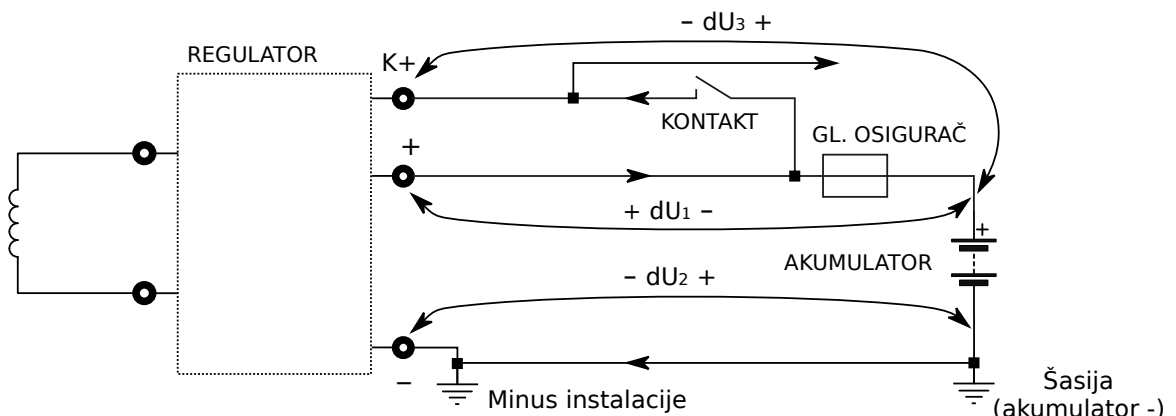 – dU3 +
REGULATOR
K+
KONTAKT
GL. OSIGURAČ
+
+ dU1 –
+
AKUMULATOR
– dU2 +
–
Minus instalacije
Šasija
(akumulator -)